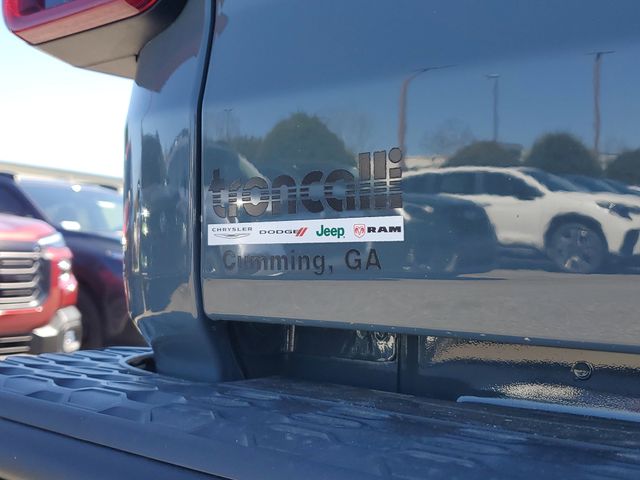 troncalli
CHRYSLER DODGE Jeep RAM
Cumming, GA